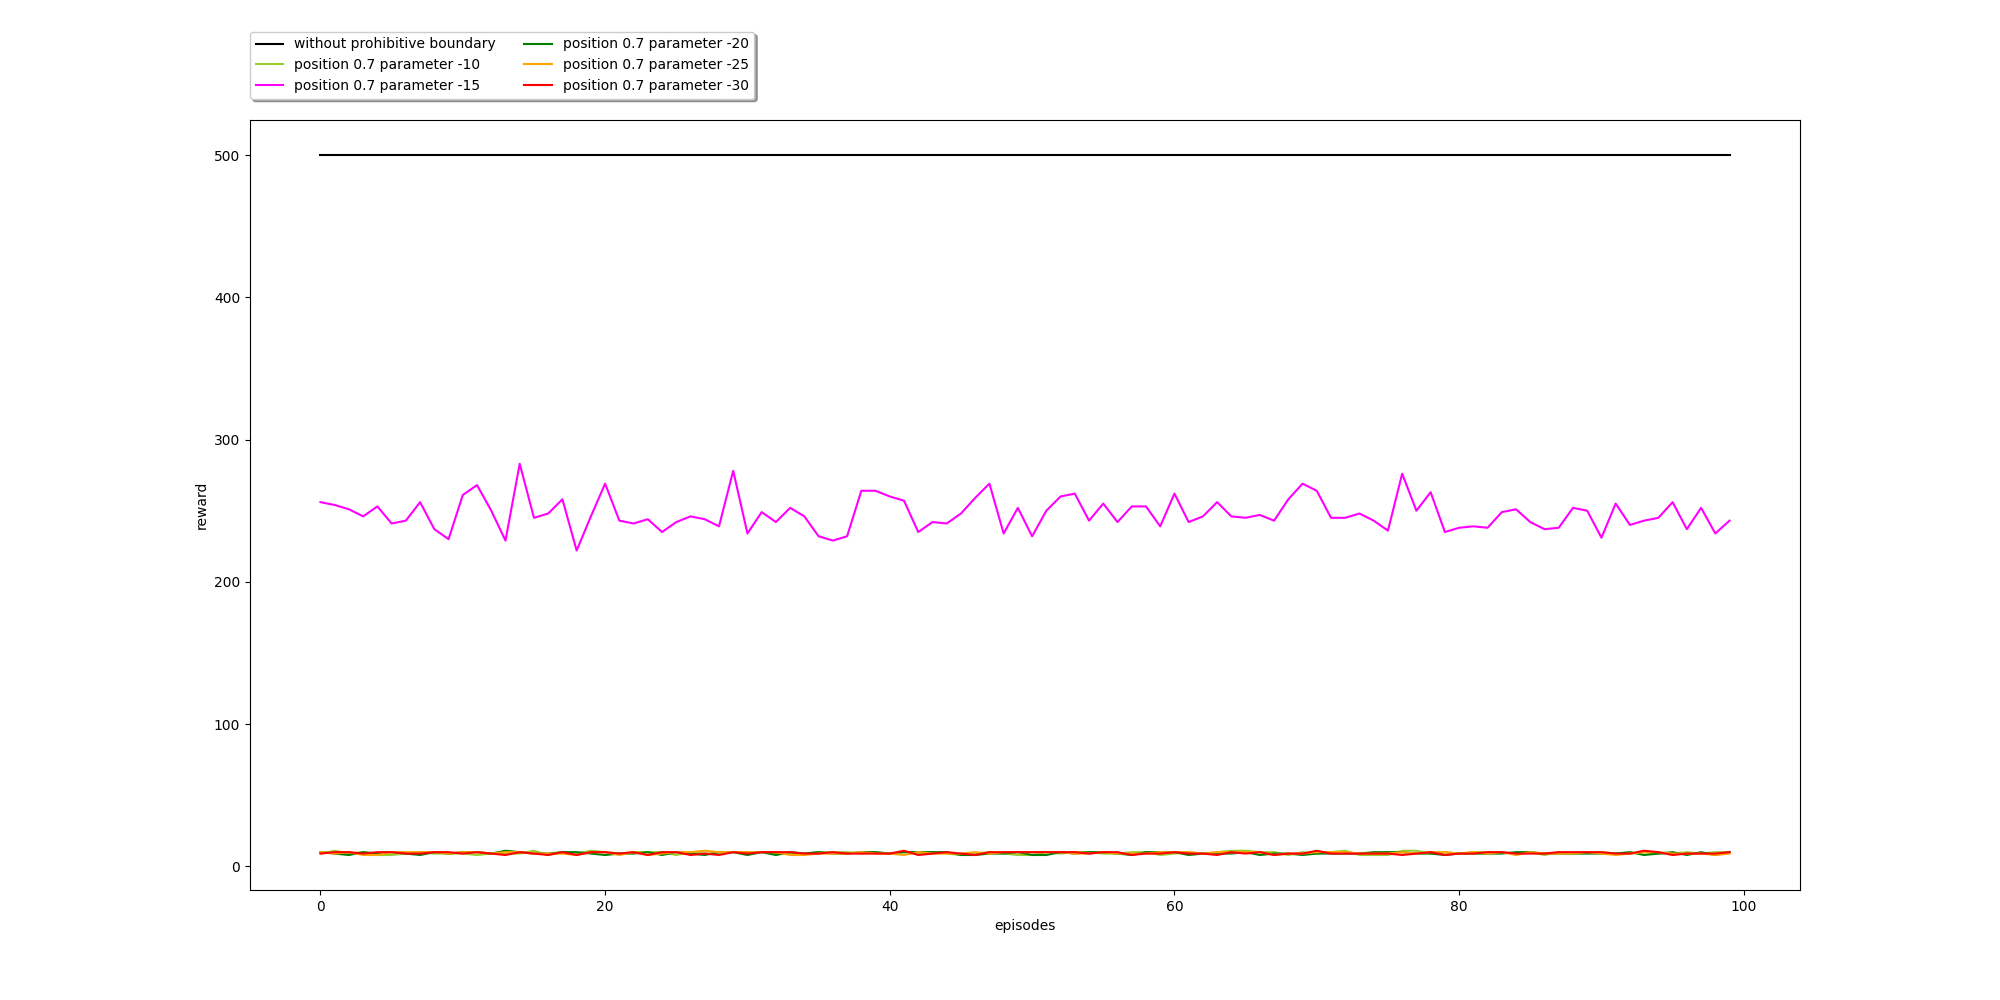 without prohibitive boundary
position 0.7 parameter -10
position 0.7 parameter -15
position 0.7 parameter -20
position 0.7 parameter -25
position 0.7 parameter -30
500
400
300
200
100
0
reward
0
20
40
60
80
100
episodes